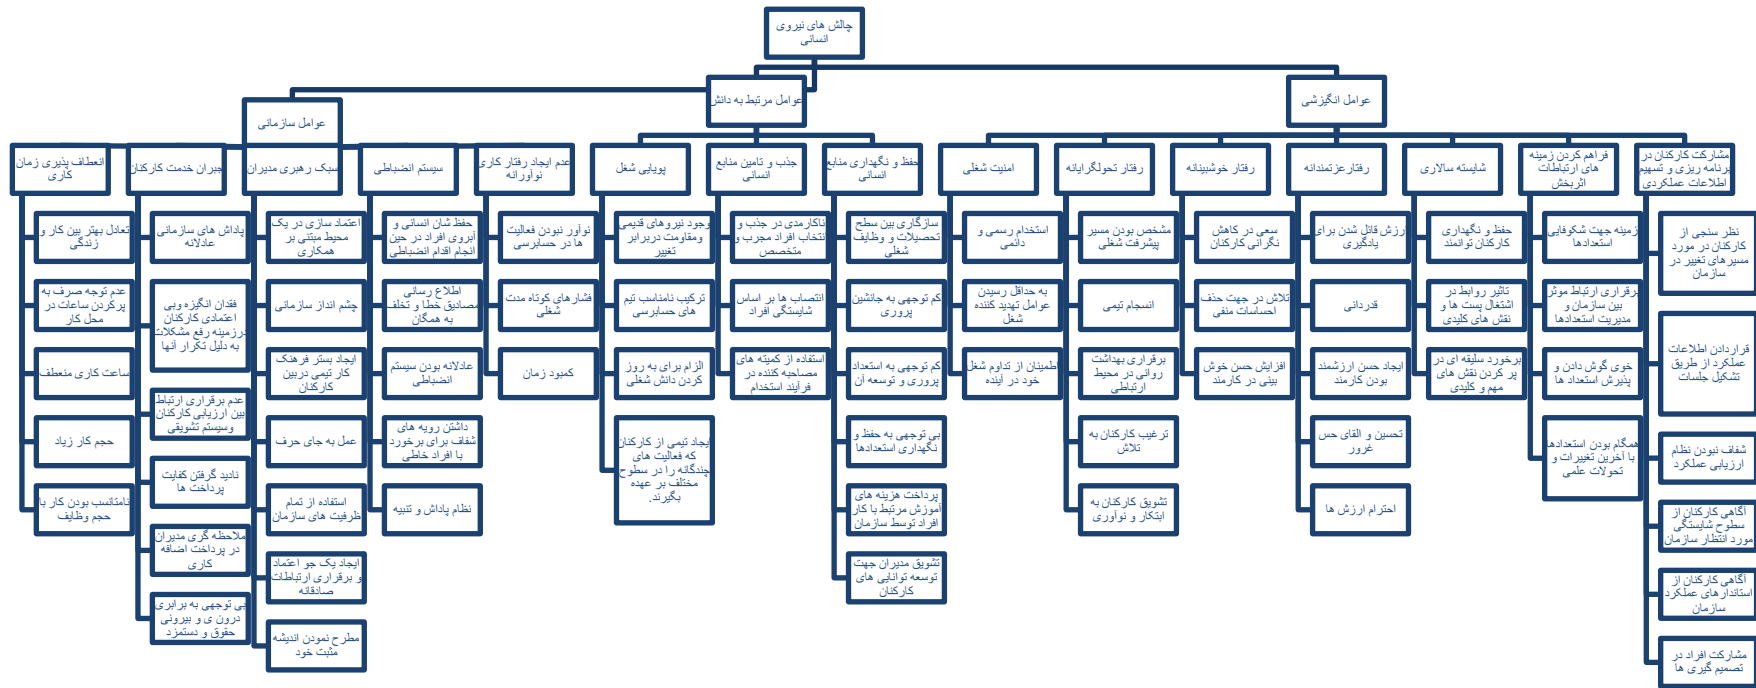 چالش های نیروی
انسانی
عوامل انگیزشی
عوامل مرتبط به دانش
عوامل سازمانی
مشارکت کارکنان در
برنامه ریزی و تسهیم
اطلاعات عملکردی
نظر سنجی از
کارکنان در مورد
مسیرهای تغییر در
سازمان
قراردادن اطلاعات
عملکرد از طریق
تشکیل جلسات
شفاف نبودن نظام
ارزیابی عملکرد
آگاهی کارکنان از
سطوح شایستگی
مورد انتظار سازمان
آگاهی کارکنان از
استاندارهای عملکرد
سازمان
مشارکت افراد در
تصمیم گیری ها
فراهم کردن زمینه
های ارتباطات
اثربخش
زمینه جهت شکوفایی
استعدادها
برقراری ارتباط موثر
بین سازمان و
مدیریت استعدادها
خوی گوش دادن و
پذیرش استعداد ها
همگام بودن استعدادها
با آخرین تغییرات و
تحولات علمی
شایسته سالاری
حفظ و نگهداری
کارکنان توانمند
تاثیر روابط در
اشتغال پست ها و
نقش های کلیدی
برخورد سلیقه ای در
پر کردن نقش های
مهم و کلیدی
رفتارعزتمندانه
ارزش قائل شدن برای
یادگیری
قدردانی
ایجاد حسن ارزشمند
بودن کارمند
تحسین و القای حس
غرور
احترام ارزش ها
رفتار خوشبینانه
سعی در کاهش
نگرانی کارکنان
تلاش در جهت حذف
احساسات منفی
افزایش حسن خوش
بینی در کارمند
رفتار تحولگرایانه
مشخص بودن مسیر
پیشرفت شغلی
انسجام تیمی
برقراری بهداشت
روانی در محیط
ارتباطی
ترغیب کارکنان به
تلاش
تشویق کارکنان به
ابتکار و نوآوری
امنیت شغلی
استخدام رسمی و
دائمی
به حداقل رسیدن
عوامل تهدید کننده
شغل
اطمینان از تداوم شغل
خود در آینده
حفظ و نگهداری منابع
انسانی
سازگاری بین سطح
تحصیلات و وظایف
شغلی
کم توجهی به جانشین
پروری
کم توجهی به استعداد
پروری و توسعه آن
بی توجهی به حفظ و
نگهداری استعدادها
پرداخت هزینه های
آموزش مرتبط با کار
افراد توسط سازمان
تشویق مدیران جهت
توسعه توانایی های
کارکنان
جذب و تامین منابع
انسانی
ناکارمدی در جذب و
انتخاب افراد مجرب و
متخصص
انتصاب ها بر اساس
شایستگی افراد
استفاده از کمیته های
مصاحبه کننده در
فرآیند استخدام
پویایی شغل
وجود نیروهای قدیمی
ومقاومت دربرابر
تغییر
ترکیب نامناسب تیم
های حسابرسی
الزام برای به روز
کردن دانش شغلی
ایجاد تیمی از کارکنان
که فعالیت های
چندگانه را در سطوح
مختلف بر عهده
بگیرند.
عدم ایجاد رفتار کاری
نوآورانه
نوآور نبودن فعالیت
ها در حسابرسی
فشارهای کوتاه مدت
شغلی
کمبود زمان
سیستم انضباطی
حفظ شان انسانی و
آبروی افراد در حین
انجام اقدام انضباطی
اطلاع رسانی
مصادیق خطا و تخلف
به همگان
عادلانه بودن سیستم
انضباطی
داشتن رویه های
شفاف برای برخورد
با افراد خاطی
نظام پاداش و تنبیه
سبک رهبری مدیران
اعتماد سازی در یک
محیط مبتنی بر
همکاری
چشم انداز سازمانی
ایجاد بستر فرهنک
کار تیمی دربین
کارکنان
عمل به جای حرف
استفاده از تمام
ظرفیت های سازمان
ایجاد یک جو اعتماد
و برقراری ارتباطات
صادقانه
مطرح نمودن اندیشه
مثبت خود
جبران خدمت کارکنان
پاداش های سازمانی
عادلانه
فقدان انگیزه وبی
اعتمادی کارکنان
درزمینه رفع مشکلات
به دلیل تکرار آنها
عدم برقراری ارتباط
بین ارزیابی کارکنان
وسیستم تشویقی
نادید گرفتن کفایت
پرداخت ها
ملاحظه گری مدیران
در پرداخت اضافه
کاری
بی توجهی به برابری
درون ی و بیرونی
حقوق و دستمزد
انعطاف پذیری زمان
کاری
تعادل بهتر بین کار و
زندگی
عدم توجه صرف به
پرکردن ساعات در
محل کار
ساعت کاری منعطف
حجم کار زیاد
نامتانسب بودن کار با
حجم وظایف